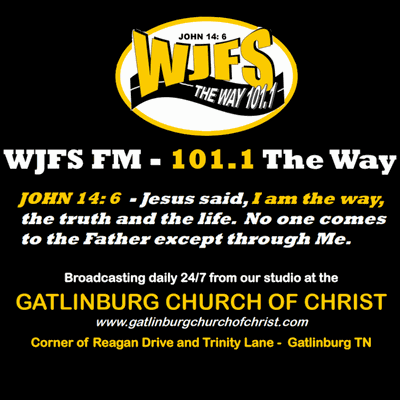 JOHN 14: 6
WJFS
THE WAY 101.1
WJFS FM - 101.1 The Way
JOHN 14: 6 - Jesus said, I am the way,
the truth and the life. No one comes
to the Father except through Me.
Broadcasting daily 24/7 from our studio at the
GATLINBURG CHURCH OF CHRIST
www.gatlinburgchurchofchrist.com
Corner of Reagan Drive and Trinity Lane - Gatlinburg TN